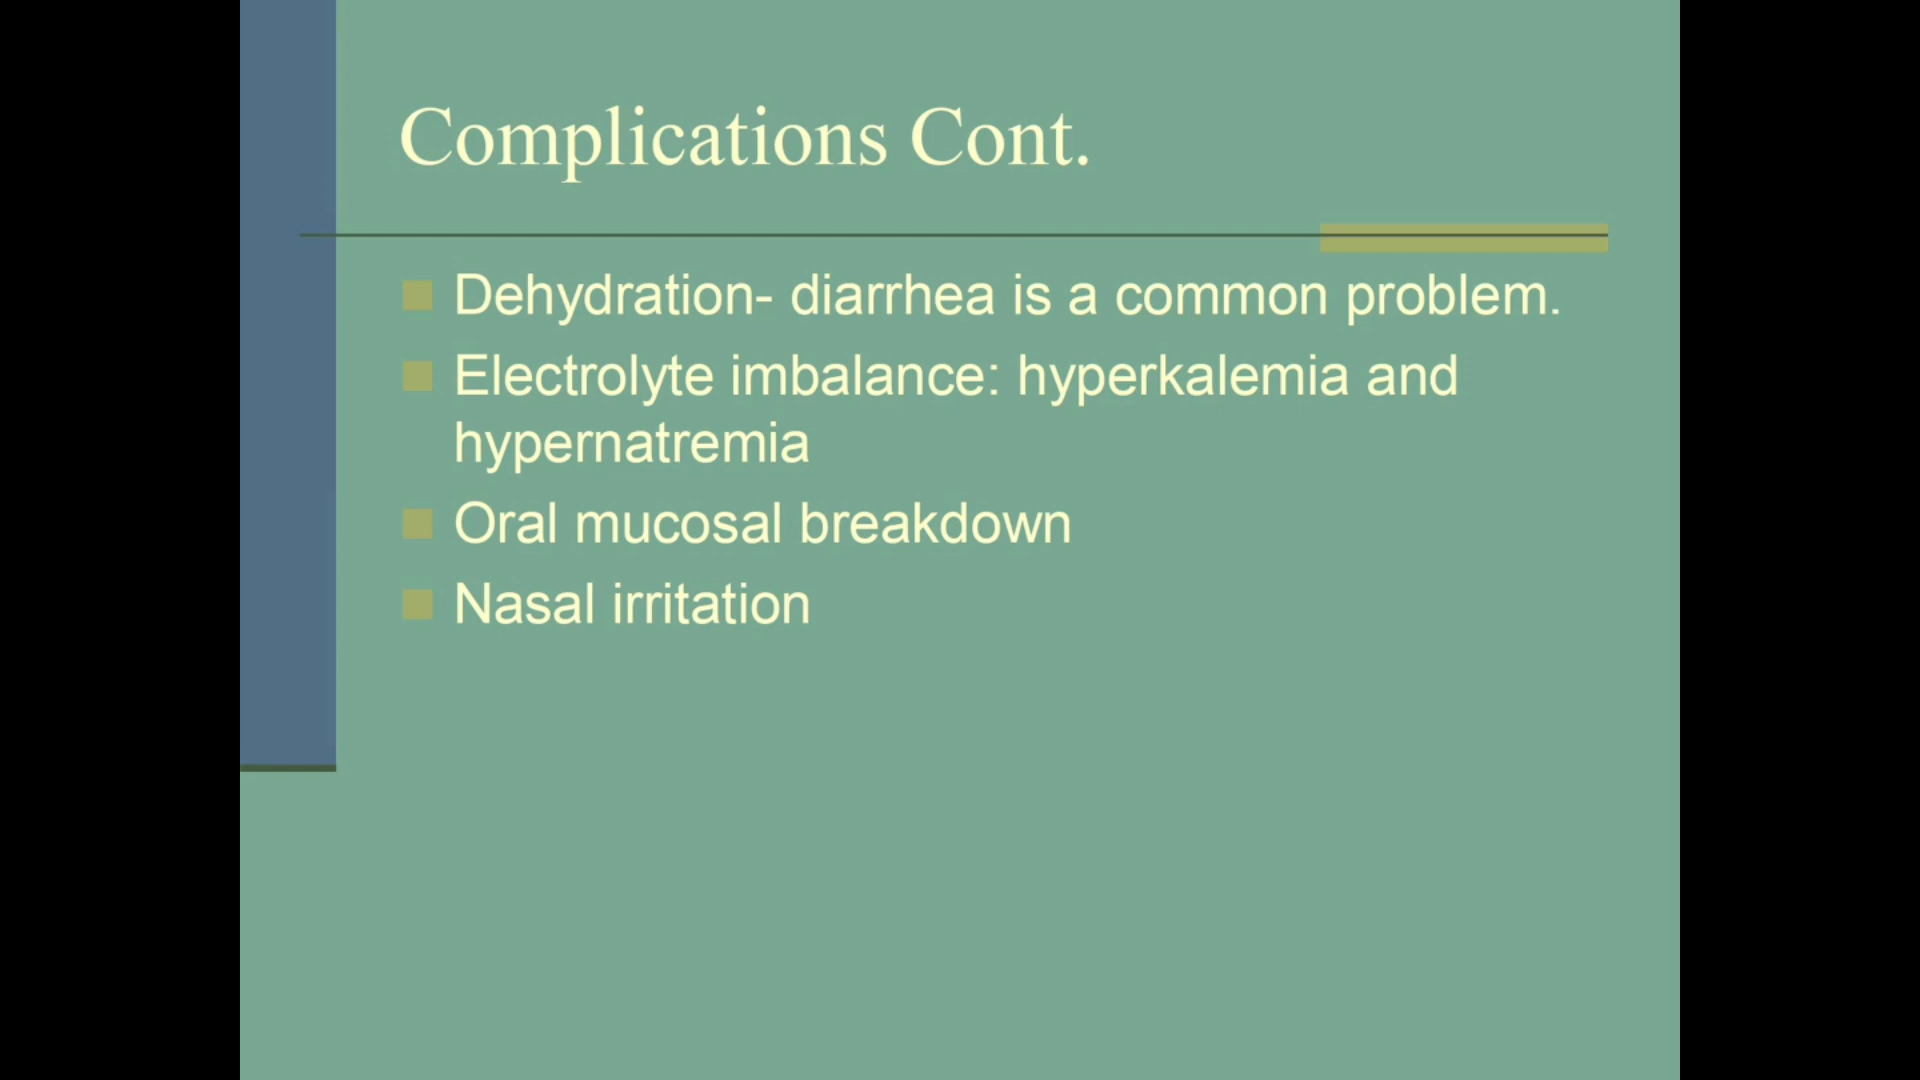 Complications Cont.
Dehydration- diarrhea is a common problem.
Electrolyte imbalance: hyperkalemia and
hypernatremia
Oral mucosal breakdown
Nasal irritation